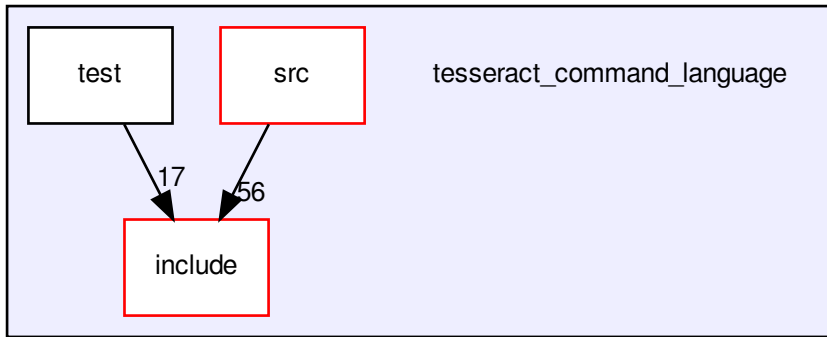 test
src
tesseract_command_language
17
56
include